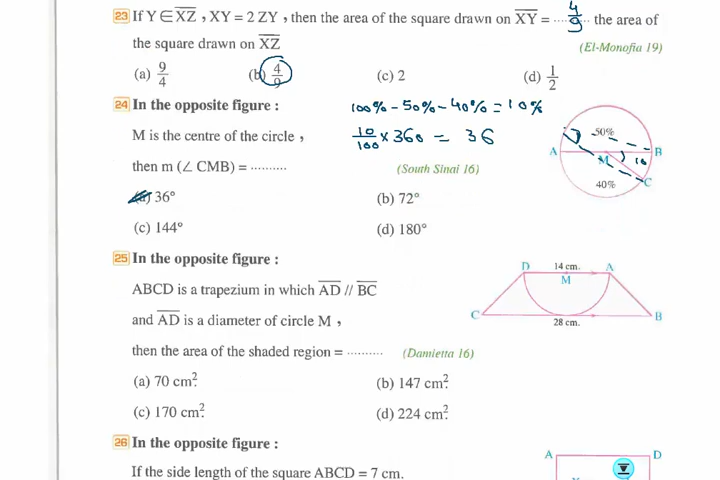 23 If Y ∈ XZ , XY = 2 ZY , then the area of the square drawn on XY = ..... 4/9 the area of
the square drawn on XZ
(El-Monofia 19)
(a) 9/4 (b) 4/9 (c) 2 (d) 1/2
24 In the opposite figure :
100% - 50% - 40% = 10%
M is the centre of the circle ,
10/100 × 360 = 36
then m (∠ CMB) = ..........
(South Sinai 16)
(a) 36° (b) 72°
(c) 144° (d) 180°
50%
A M 10 B
40% C
25 In the opposite figure :
D 14 cm. A
M
ABCD is a trapezium in which AD // BC
C 28 cm. B
and AD is a diameter of circle M ,
then the area of the shaded region = ..........
(Damietta 16)
(a) 70 cm².
(b) 147 cm².
(c) 170 cm².
(d) 224 cm².
26 In the opposite figure :
A D
If the side length of the square ABCD = 7 cm.